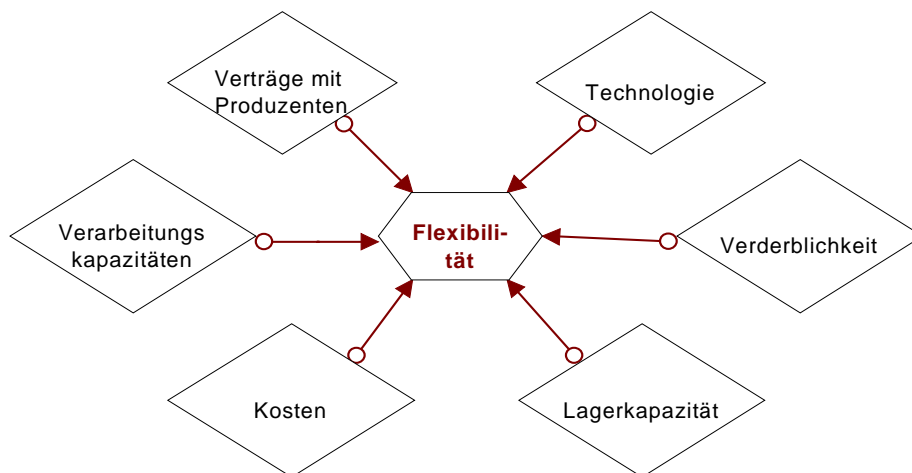 Verträge mit
Produzenten
Technologie
Verarbeitungs
kapazitäten
Flexibili-
tät
Verderblichkeit
Kosten
Lagerkapazität